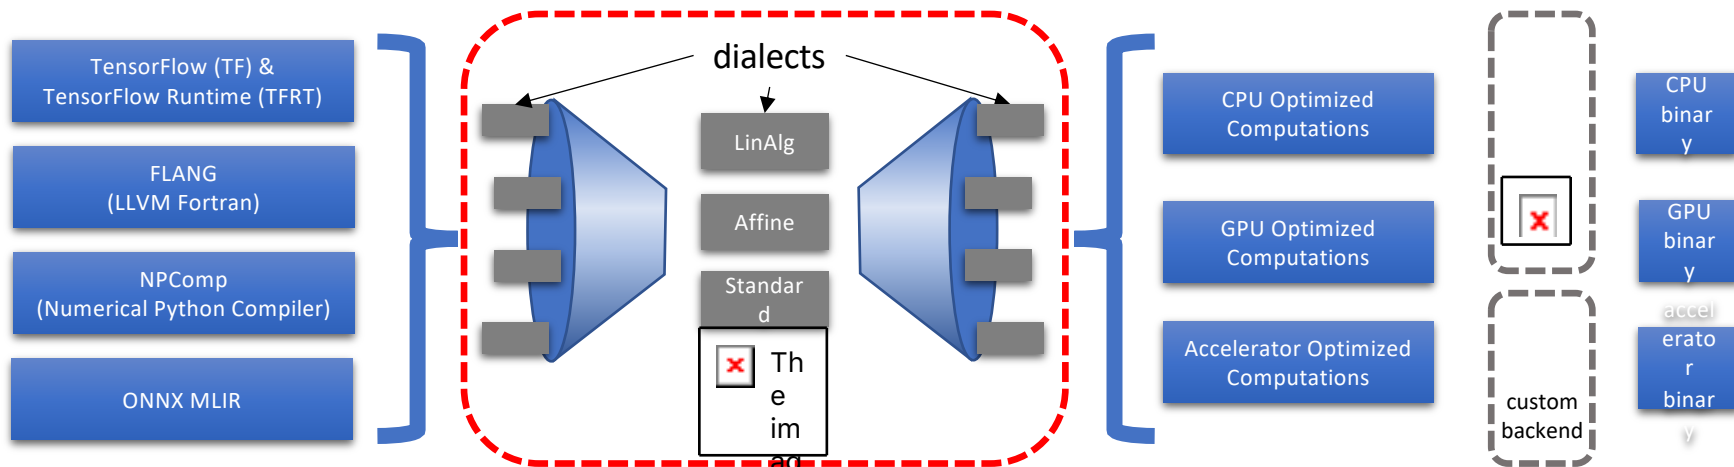 TensorFlow (TF) &
TensorFlow Runtime (TFRT)
FLANG
(LLVM Fortran)
NPComp
(Numerical Python Compiler)
ONNX MLIR
dialects
LinAlg
Affine
Standar
d
Th
e
im
ag
CPU Optimized
Computations
GPU Optimized
Computations
Accelerator Optimized
Computations
custom
backend
CPU
binar
y
GPU
binar
y
accel
erato
r
binar
y